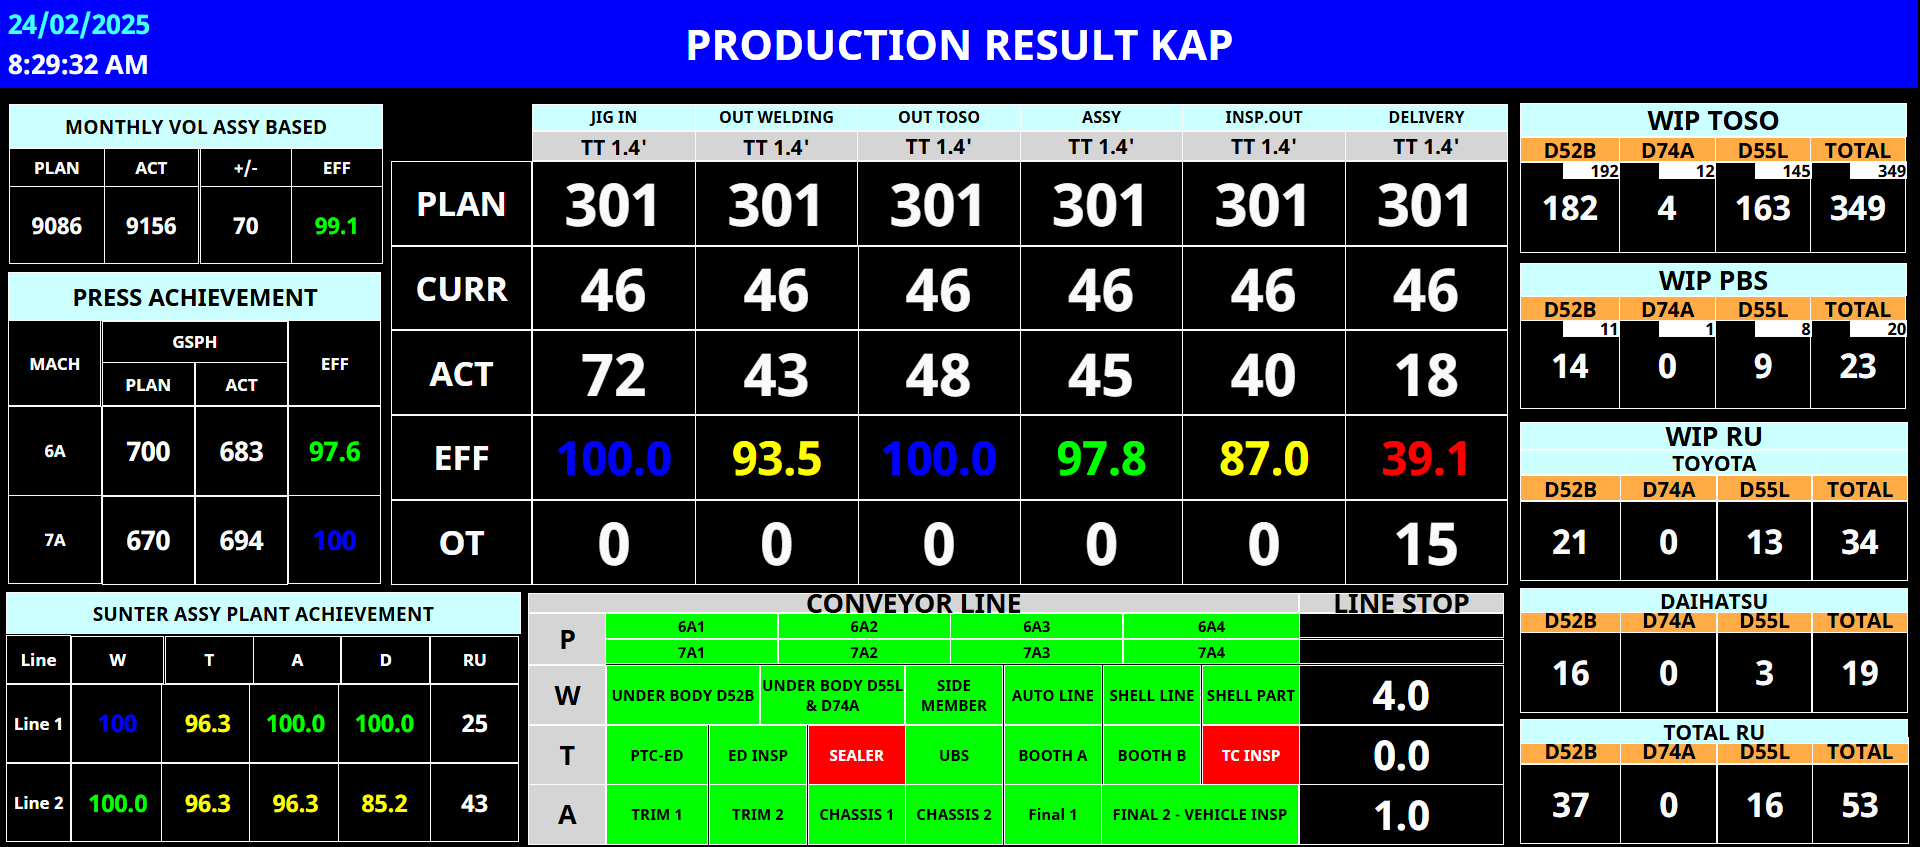 24/02/2025
8:29:32 AM
PRODUCTION RESULT KAP
MONTHLY VOL ASSY BASED
PLAN ACT +/- EFF
9086 9156 70 99.1
PRESS ACHIEVEMENT
MACH GSPH EFF
PLAN ACT
6A 700 683 97.6
7A 670 694 100
JIG IN OUT WELDING OUT TOSO ASSY INSP.OUT DELIVERY
TT 1.4' TT 1.4' TT 1.4' TT 1.4' TT 1.4' TT 1.4'
PLAN 301 301 301 301 301 301
CURR 46 46 46 46 46 46
ACT 72 43 48 45 40 18
EFF 100.0 93.5 100.0 97.8 87.0 39.1
OT 0 0 0 0 0 15
WIP TOSO
D52B D74A D55L TOTAL
192 12 145 349
182 4 163 349
WIP PBS
D52B D74A D55L TOTAL
11 1 8 20
14 0 9 23
WIP RU
TOYOTA
D52B D74A D55L TOTAL
21 0 13 34
DAIHATSU
D52B D74A D55L TOTAL
16 0 3 19
TOTAL RU
D52B D74A D55L TOTAL
37 0 16 53
SUNTER ASSY PLANT ACHIEVEMENT
Line W T A D RU
Line 1 100 96.3 100.0 100.0 25
Line 2 100.0 96.3 96.3 85.2 43
CONVEYOR LINE LINE STOP
P
6A1 6A2 6A3 6A4
7A1 7A2 7A3 7A4
W UNDER BODY D52B UNDER BODY D55L & D74A SIDE MEMBER AUTO LINE SHELL LINE SHELL PART 4.0
T PTC-ED ED INSP SEALER UBS BOOTH A BOOTH B TC INSP 0.0
A TRIM 1 TRIM 2 CHASSIS 1 CHASSIS 2 Final 1 FINAL 2 - VEHICLE INSP 1.0